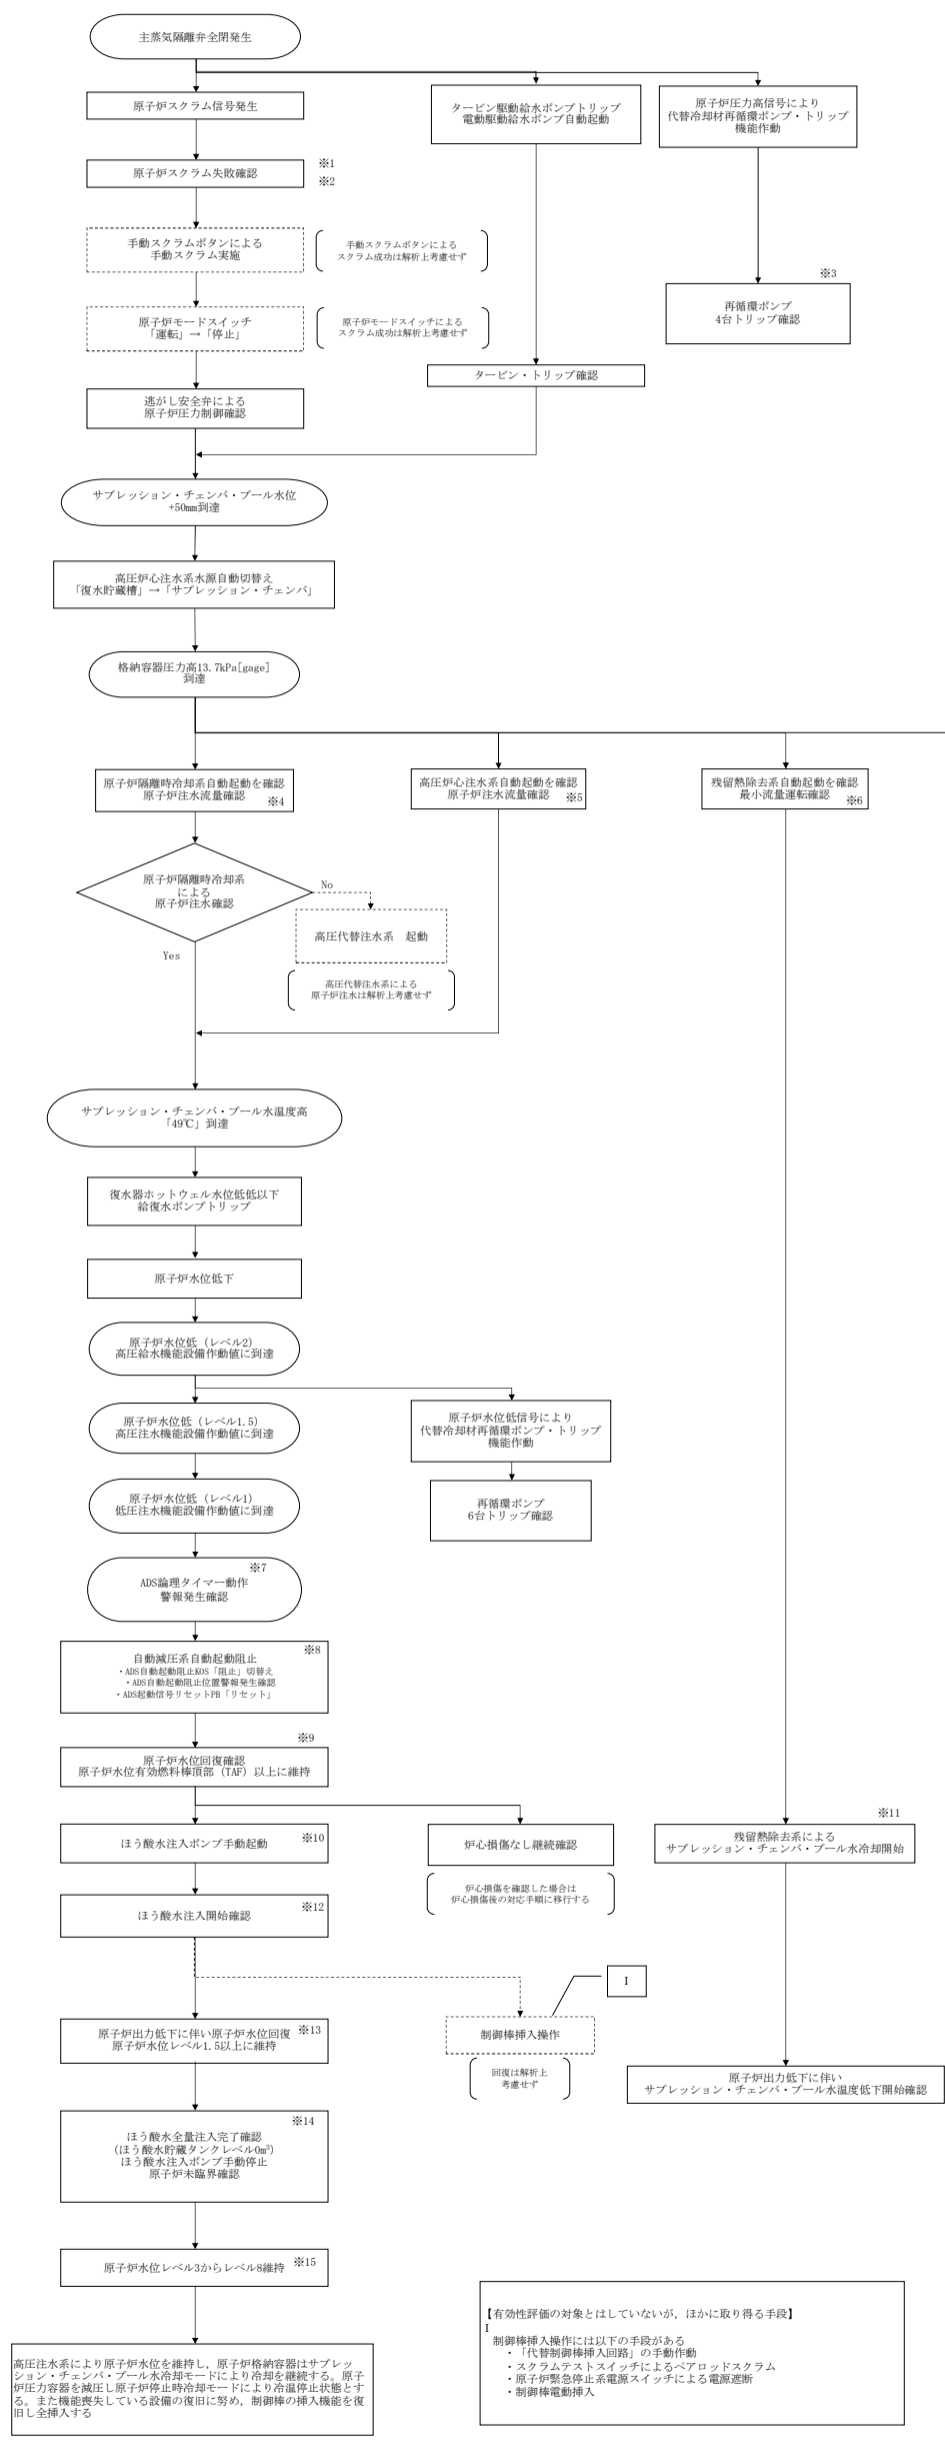 主蒸気隔離弁全閉発生
原子炉スクラム信号発生
タービン駆動給水ポンプトリップ
電動駆動給水ポンプ自動起動
原子炉圧力高信号により
代替冷却材再循環ポンプ・トリップ
機能作動
原子炉スクラム失敗確認
※1
※2
手動スクラムボタンによる
手動スクラム実施
手動スクラムボタンによる
スクラム成功は解析上考慮せず
※3
再循環ポンプ
4台トリップ確認
原子炉モードスイッチ
「運転」→「停止」
原子炉モードスイッチによる
スクラム成功は解析上考慮せず
タービン・トリップ確認
逃がし安全弁による
原子炉圧力制御確認
サプレッション・チェンバ・プール水位
+50mm到達
高圧炉心注水系水源自動切替え
「復水貯蔵槽」→「サプレッション・チェンバ」
格納容器圧力高13.7kPa[gage]
到達
原子炉隔離時冷却系自動起動を確認
原子炉注水流量確認
※4
高圧炉心注水系自動起動を確認
原子炉注水流量確認
※5
残留熱除去系自動起動を確認
最小流量運転確認
※6
原子炉隔離時冷却系
による
原子炉注水確認
No
高圧代替注水系　起動
Yes
高圧代替注水系による
原子炉注水は解析上考慮せず
サプレッション・チェンバ・プール水温度高
「49℃」到達
復水器ホットウェル水位低低以下
給復水ポンプトリップ
原子炉水位低下
原子炉水位低（レベル2）
高圧給水機能設備作動値に到達
原子炉水位低（レベル1.5）
高圧注水機能設備作動値に到達
原子炉水位低信号により
代替冷却材再循環ポンプ・トリップ
機能作動
原子炉水位低（レベル1）
低圧注水機能設備作動値に到達
再循環ポンプ
6台トリップ確認
※7
ADS論理タイマー動作
警報発生確認
※8
自動減圧系自動起動阻止
・ADS自動起動阻止KOS「阻止」切替え
・ADS自動起動阻止位置警報発生確認
・ADS起動信号リセットPB「リセット」
※9
原子炉水位回復確認
原子炉水位有効燃料棒頂部（TAF）以上に維持
ほう酸水注入ポンプ手動起動
※10
炉心損傷なし継続確認
※11
残留熱除去系による
サプレッション・チェンバ・プール水冷却開始
炉心損傷を確認した場合は
炉心損傷後の対応手順に移行する
ほう酸水注入開始確認
※12
I
制御棒挿入操作
原子炉出力低下に伴い原子炉水位回復
原子炉水位レベル1.5以上に維持
※13
回復は解析上
考慮せず
原子炉出力低下に伴い
サプレッション・チェンバ・プール水温度低下開始確認
※14
ほう酸水全量注入完了確認
（ほう酸水貯蔵タンクレベル0m³）
ほう酸水注入ポンプ手動停止
原子炉未臨界確認
原子炉水位レベル3からレベル8維持
※15
高圧注水系により原子炉水位を維持し，原子炉格納容器はサプレッ
ション・チェンバ・プール水冷却モードにより冷却を継続する。原子
炉圧力容器を減圧し原子炉停止時冷却モードにより冷温停止状態とす
る。また機能喪失している設備の復旧に努め，制御棒の挿入機能を復
旧し全挿入する
【有効性評価の対象とはしていないが，ほかに取り得る手段】
I
制御棒挿入操作には以下の手段がある
・「代替制御棒挿入回路」の手動作動
・スクラムテストスイッチによるペアロッドスクラム
・原子炉緊急停止系電源スイッチによる電源遮断
・制御棒電動挿入